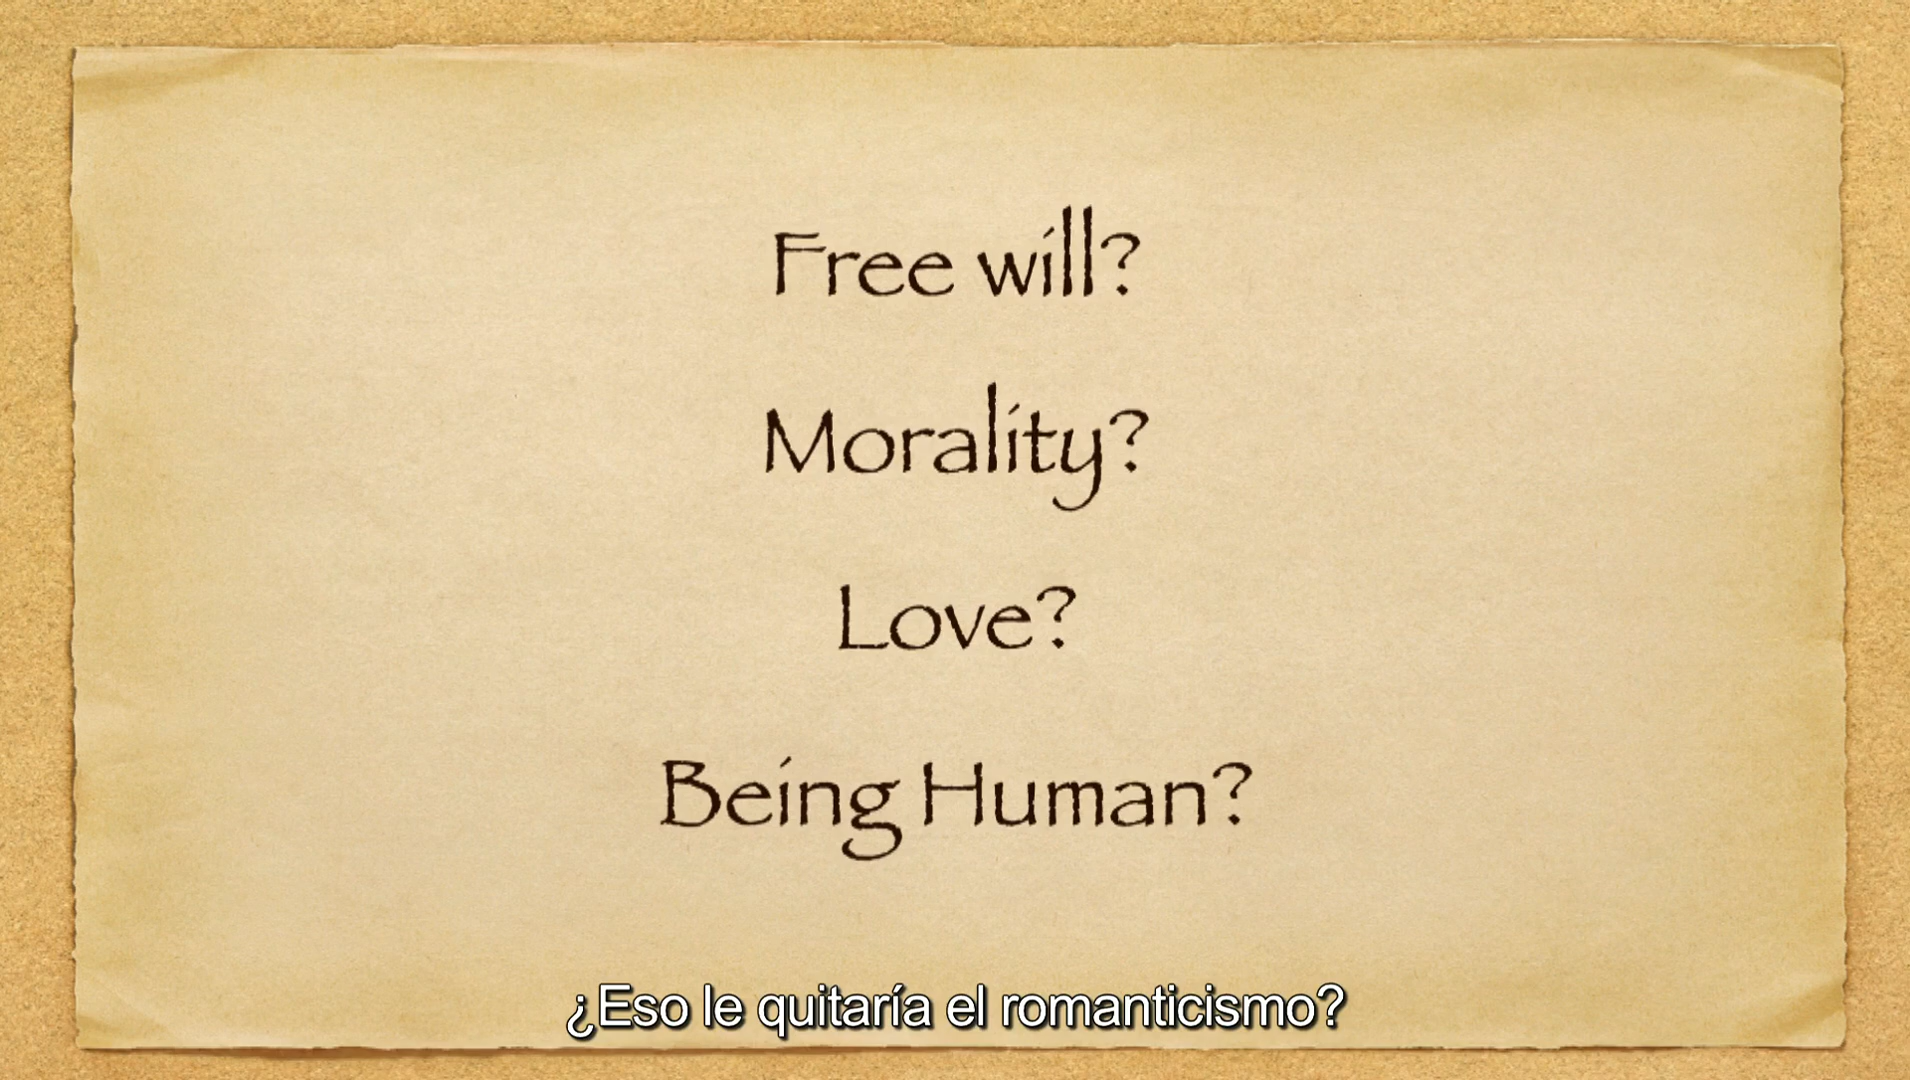 Free will?
Morality?
Love?
Being Human?
¿Eso le quitaría el romanticismo?